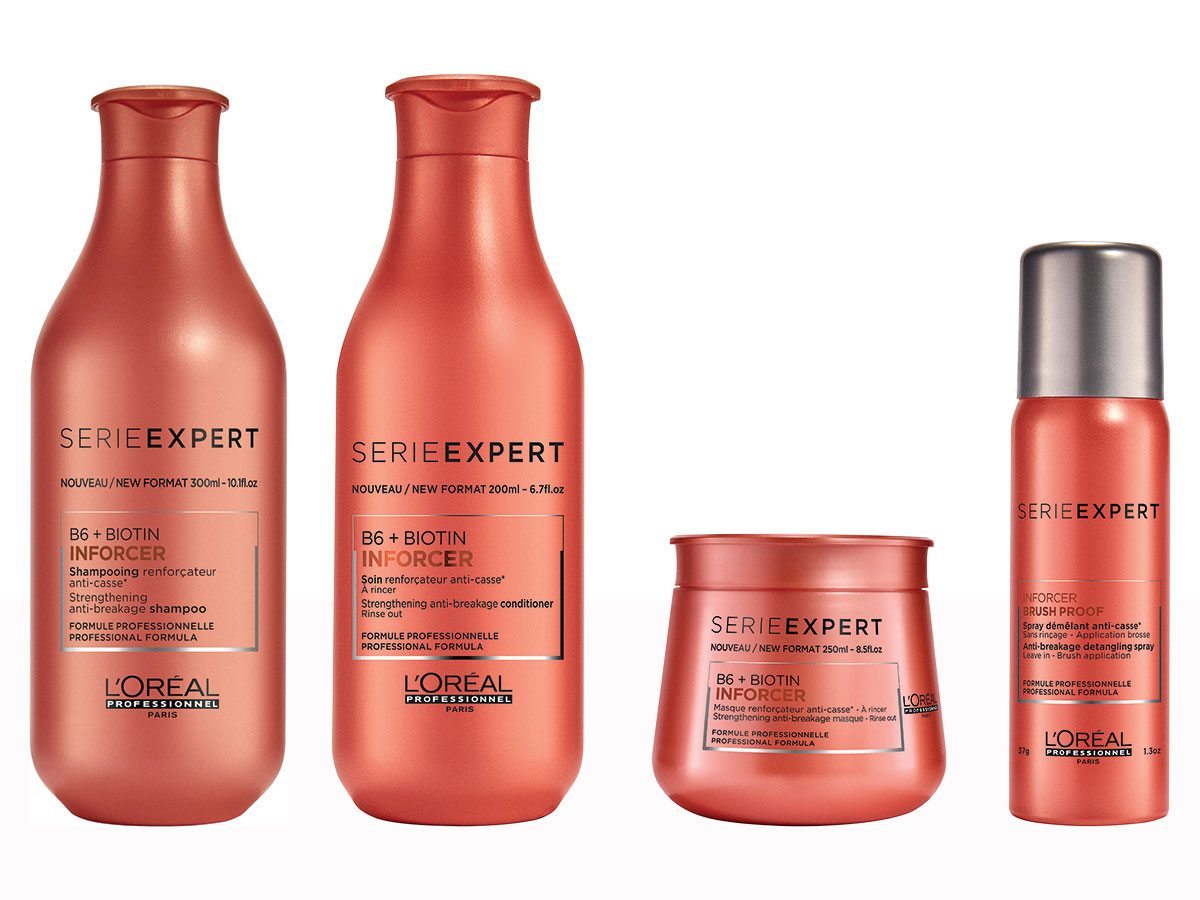 SERIEEXPERT
NOUVEAU / NEW FORMAT 300ml - 10.1fl.oz
B6 + BIOTIN
INFORCER
Shampooing renforçateur
anti-casse*
Strengthening
anti-breakage shampoo
FORMULE PROFESSIONNELLE
PROFESSIONAL FORMULA
L'ORÉAL
PROFESSIONNEL
PARIS
SERIEEXPERT
NOUVEAU / NEW FORMAT 200ml - 6.7fl.oz
B6 + BIOTIN
INFORCER
Soin renforçateur anti-casse*
À rincer
Strengthening anti-breakage conditioner
Rinse out
FORMULE PROFESSIONNELLE
PROFESSIONAL FORMULA
L'ORÉAL
PROFESSIONNEL
PARIS
SERIEEXPERT
NOUVEAU / NEW FORMAT 250ml - 8.5fl.oz
B6 + BIOTIN
INFORCER
Masque renforçateur anti-casse* - À rincer
Strengthening anti-breakage masque - Rinse out
FORMULE PROFESSIONNELLE
PROFESSIONAL FORMULA
L'ORÉAL
PROFESSIONNEL
PARIS
SERIEEXPERT
INFORCER
BRUSH PROOF
Spray démêlant anti-casse*
Sans rinçage - Application brosse
Anti-breakage detangling spray
Leave in - Brush application
FORMULE PROFESSIONNELLE
PROFESSIONAL FORMULA
L'ORÉAL
PROFESSIONNEL
PARIS
37g
1.3oz